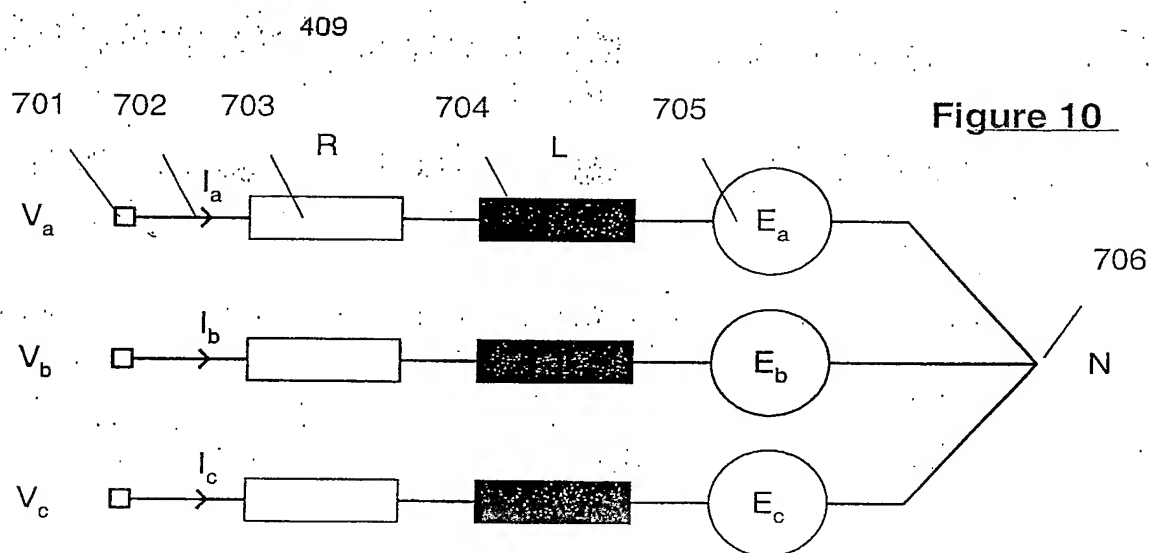 409
701 702 703 704 705 Figure 10
R L
V_a I_a E_a
706
V_b I_b E_b N
V_c I_c E_c